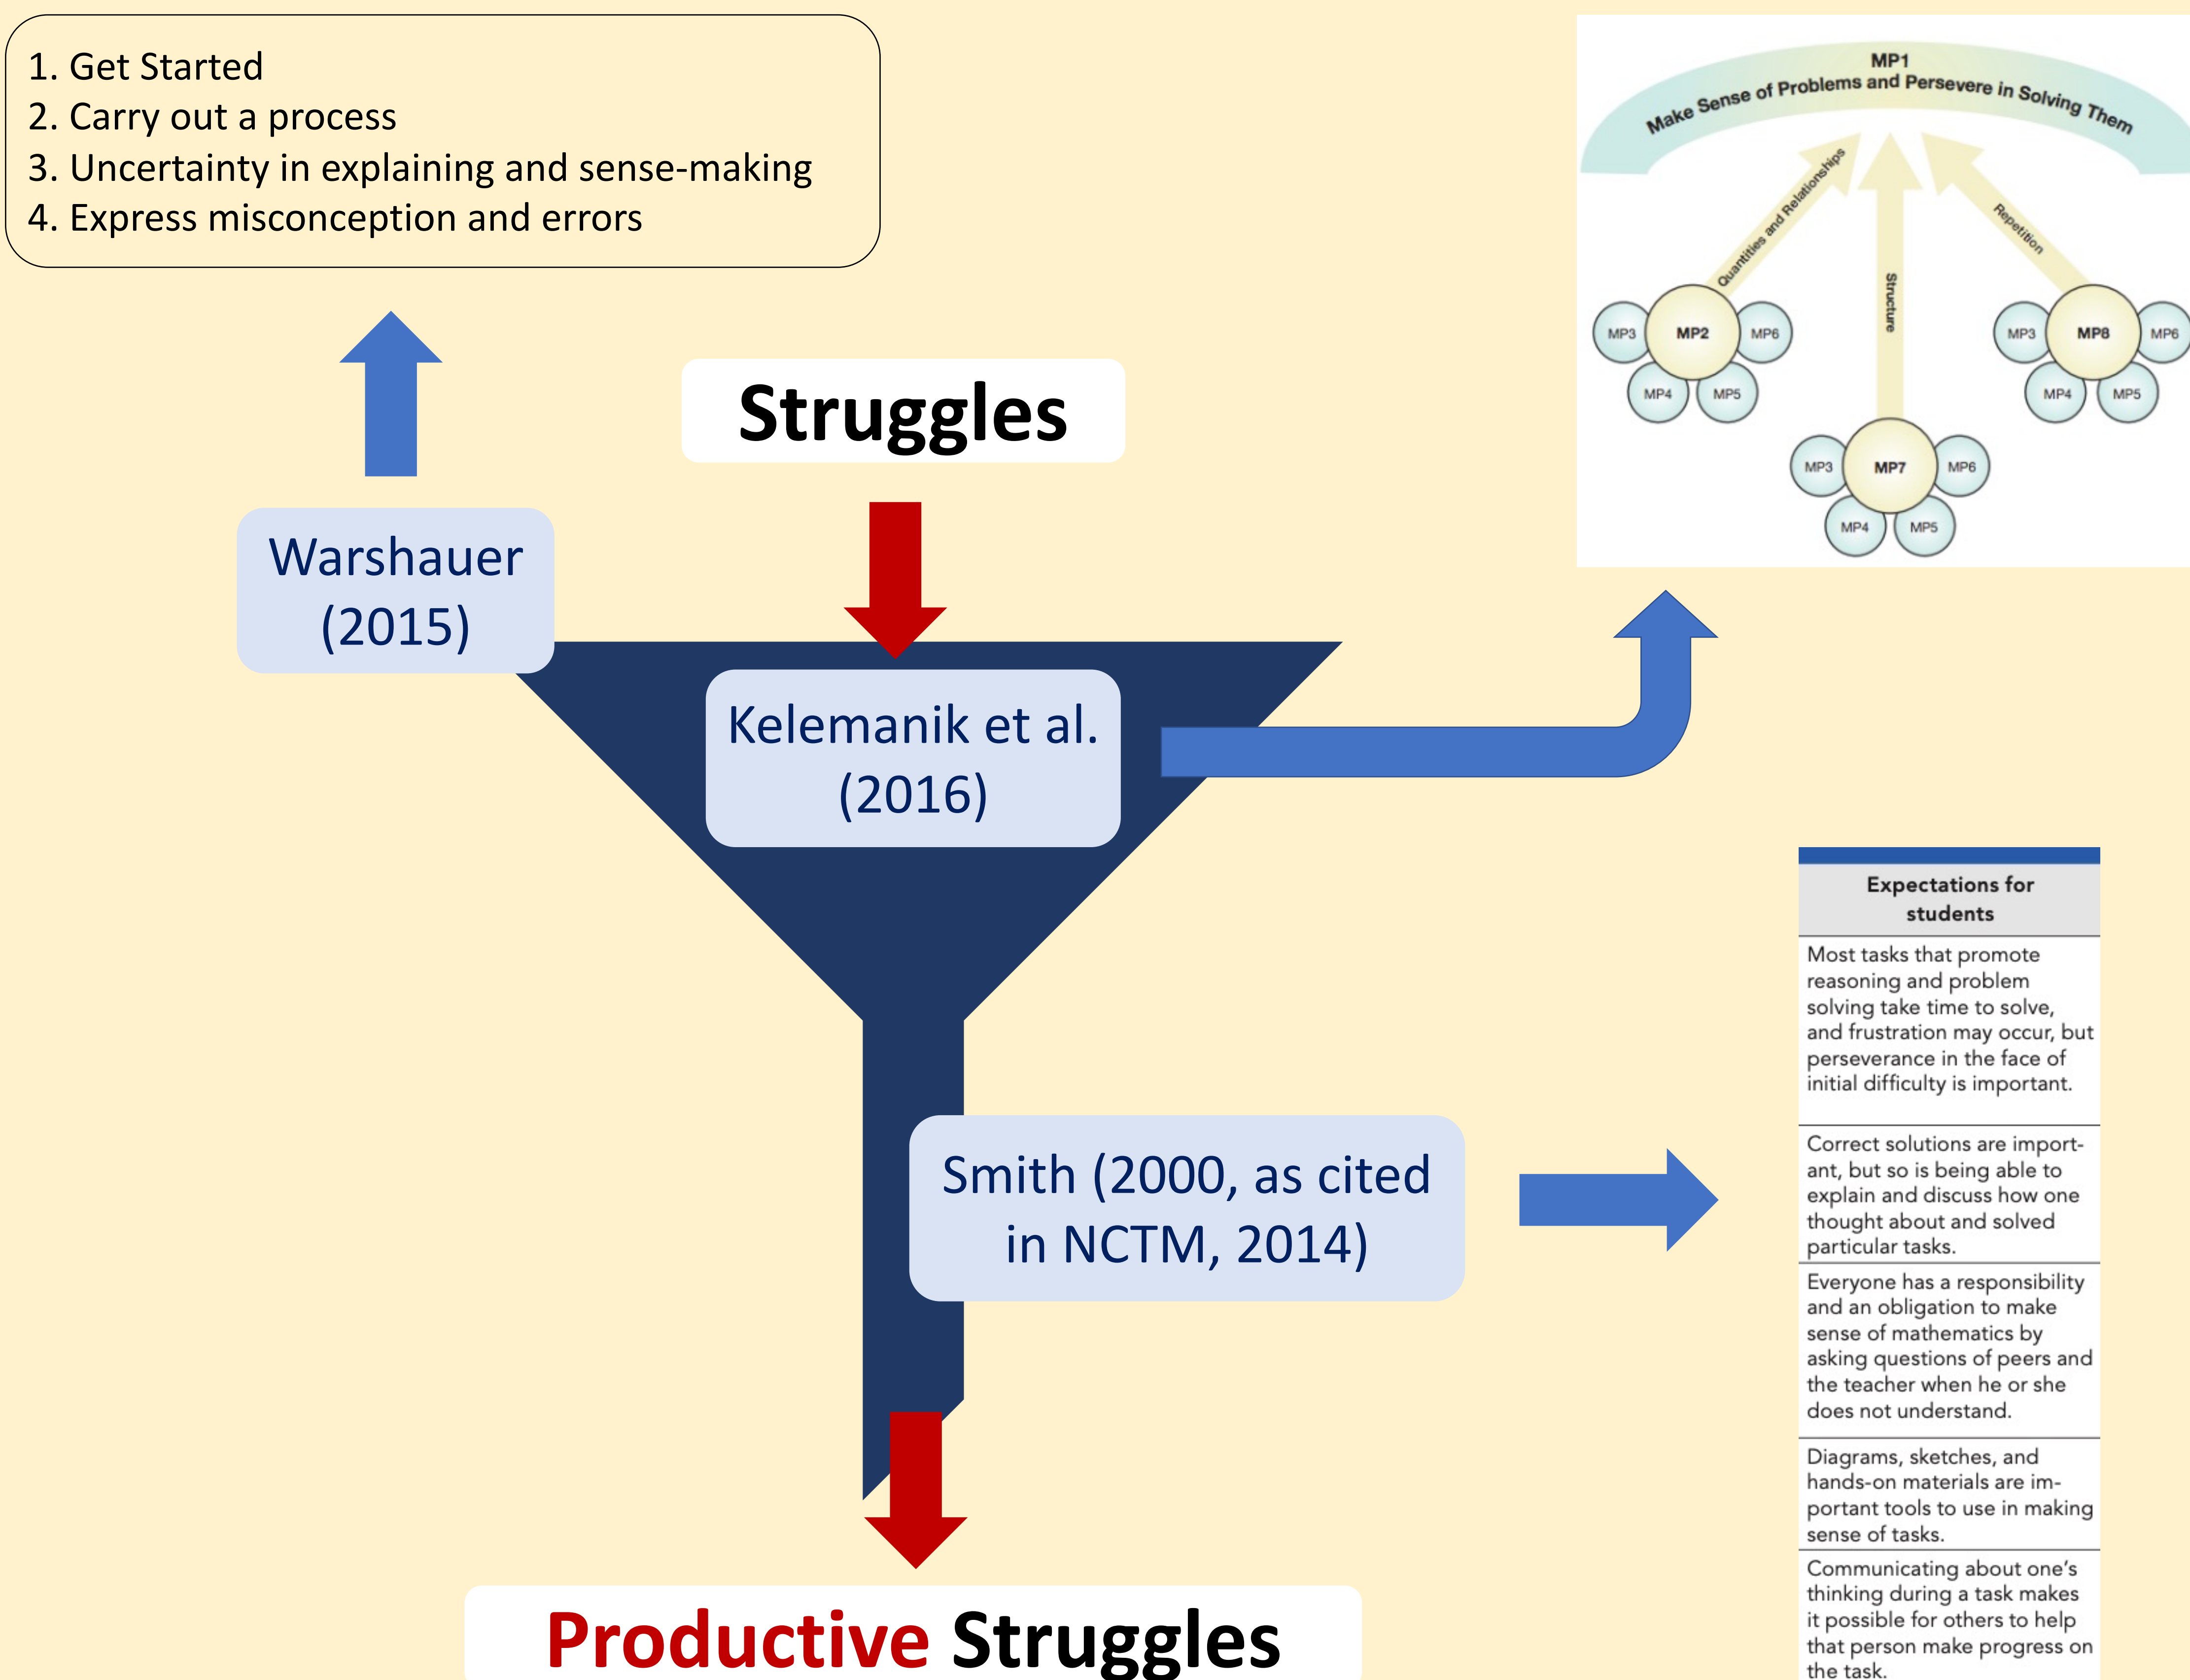 1. Get Started
2. Carry out a process
3. Uncertainty in explaining and sense-making
4. Express misconception and errors
MP1
Make Sense of Problems and Persevere in Solving Them
Quantities and Relationships
Structure
Repetition
MP3
MP2
MP6
MP4
MP5
MP3
MP8
MP6
MP4
MP5
MP3
MP7
MP6
MP4
MP5
Struggles
Warshauer
(2015)
Kelemanik et al.
(2016)
Smith (2000, as cited
in NCTM, 2014)
Expectations for
students
Most tasks that promote
reasoning and problem
solving take time to solve,
and frustration may occur, but
perseverance in the face of
initial difficulty is important.
Correct solutions are import-
ant, but so is being able to
explain and discuss how one
thought about and solved
particular tasks.
Everyone has a responsibility
and an obligation to make
sense of mathematics by
asking questions of peers and
the teacher when he or she
does not understand.
Diagrams, sketches, and
hands-on materials are im-
portant tools to use in making
sense of tasks.
Communicating about one's
thinking during a task makes
it possible for others to help
that person make progress on
the task.
Productive Struggles